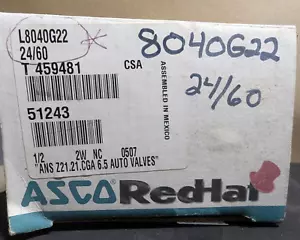 L8040G22
24/60
T 459481
CSA
51243
ASSEMBLED IN MEXICO
1/2 2W NC 0507
"ANS Z21.21.CGA 6.5 AUTO VALVES"
8040G22
24/60
ASCO RedHat